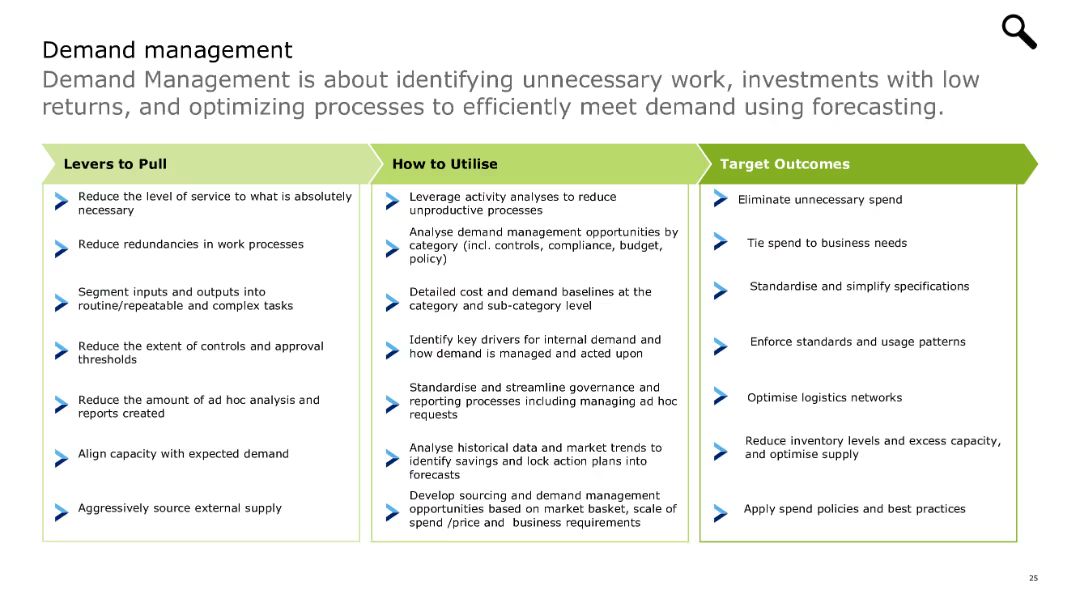 Demand management
Demand Management is about identifying unnecessary work, investments with low
returns, and optimizing processes to efficiently meet demand using forecasting.
Levers to Pull
Reduce the level of service to what is absolutely
necessary
Reduce redundancies in work processes
Segment inputs and outputs into
routine/repeatable and complex tasks
Reduce the extent of controls and approval
thresholds
Reduce the amount of ad hoc analysis and
reports created
Align capacity with expected demand
Aggressively source external supply
How to Utilise
Leverage activity analyses to reduce
unproductive processes
Analyse demand management opportunities by
category (incl. controls, compliance, budget,
policy)
Detailed cost and demand baselines at the
category and sub-category level
Identify key drivers for internal demand and
how demand is managed and acted upon
Standardise and streamline governance and
reporting processes including managing ad hoc
requests
Analyse historical data and market trends to
identify savings and lock action plans into
forecasts
Develop sourcing and demand management
opportunities based on market basket, scale of
spend /price and business requirements
Target Outcomes
Eliminate unnecessary spend
Tie spend to business needs
Standardise and simplify specifications
Enforce standards and usage patterns
Optimise logistics networks
Reduce inventory levels and excess capacity,
and optimise supply
Apply spend policies and best practices
25